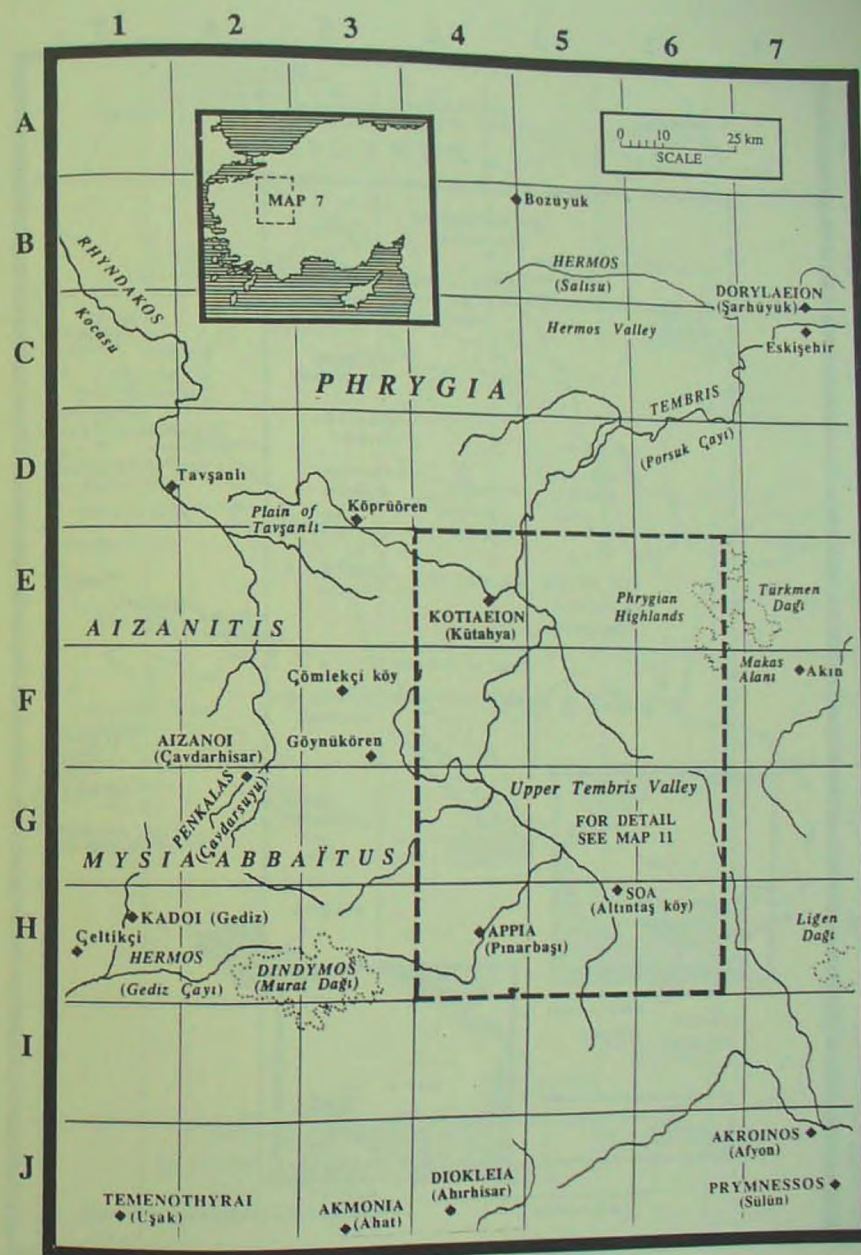 1 2 3 4 5 6 7
A
0 10 25 km
SCALE
MAP 7
Bozüyuk
B
RHYNDAKOS
Kocasu
HERMOS
(Salısu)
DORYLAEION
(Şarhüyuk)
Hermos Valley
C
Eskişehir
PHRYGIA
TEMBRIS
(Porsuk Çayı)
D
Tavşanlı
Plain of
Tavşanlı
Köprüören
E
KOTIAEION
(Kütahya)
Phrygian
Highlands
Türkmen
Dağı
AIZANITIS
Makas
Alanı
Akın
F
Çömlekçi köy
AIZANOI
(Çavdarhisar)
Göynükören
PENKALAS
(Çavdarsuyu)
Upper Tembris Valley
G
FOR DETAIL
SEE MAP 11
MYSIA ABBAÏTUS
SOA
(Altıntaş köy)
H
KADOI (Gediz)
Çeltikçi
APPIA
(Pınarbaşı)
Ligen
Dağı
HERMOS
(Gediz Çayı)
DINDYMOS
(Murat Dağı)
I
AKROINOS
(Afyon)
J
DIOKLEIA
(Ahırhisar)
PRYMNESSOS
(Sülün)
TEMENOTHYRAI
(Uşak)
AKMONIA
(Ahat)